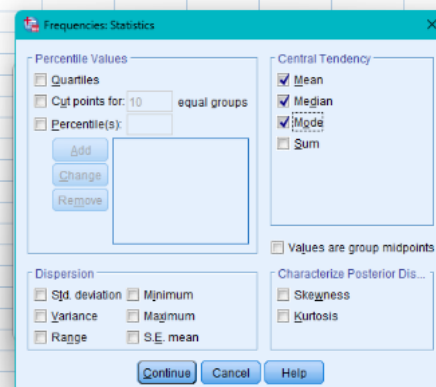 Frequencies: Statistics
Percentile Values
Quartiles
Cut points for: 10 equal groups
Percentile(s):
Add
Change
Remove
Central Tendency
Mean
Median
Mode
Sum
Values are group midpoints
Dispersion
Std. deviation Minimum
Variance Maximum
Range S.E. mean
Characterize Posterior Dis...
Skewness
Kurtosis
Continue Cancel Help